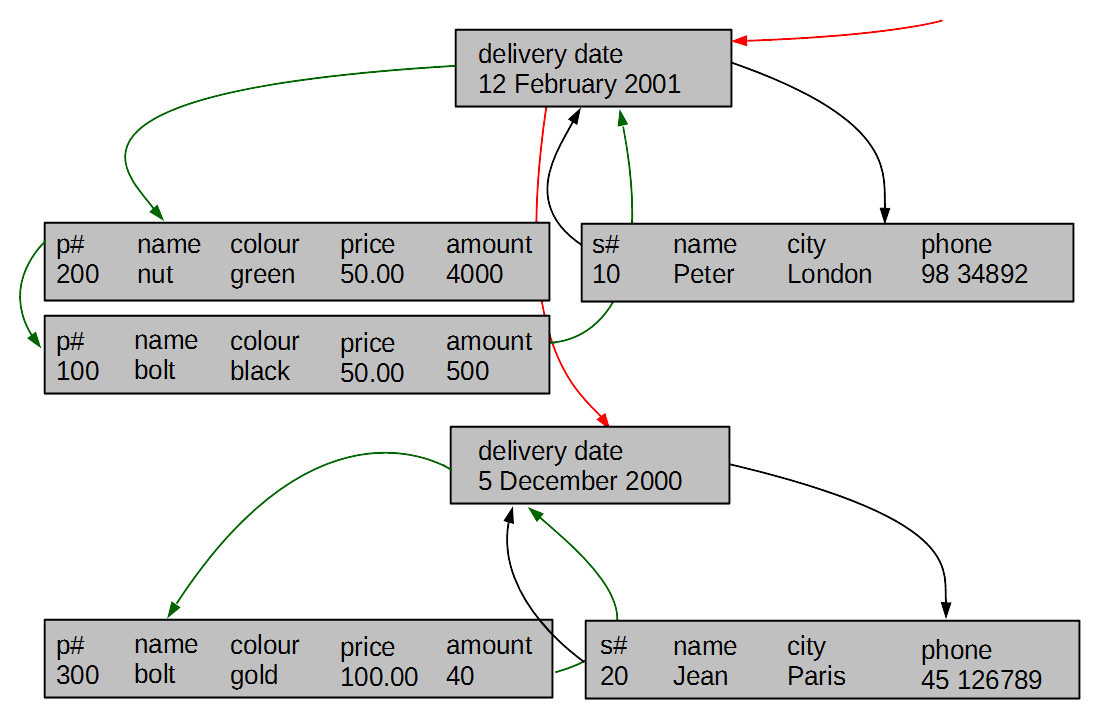 delivery date
12 February 2001
p# name colour price amount
200 nut green 50.00 4000
s# name city phone
10 Peter London 98 34892
p# name colour price amount
100 bolt black 50.00 500
delivery date
5 December 2000
p# name colour price amount
300 bolt gold 100.00 40
s# name city phone
20 Jean Paris 45 126789